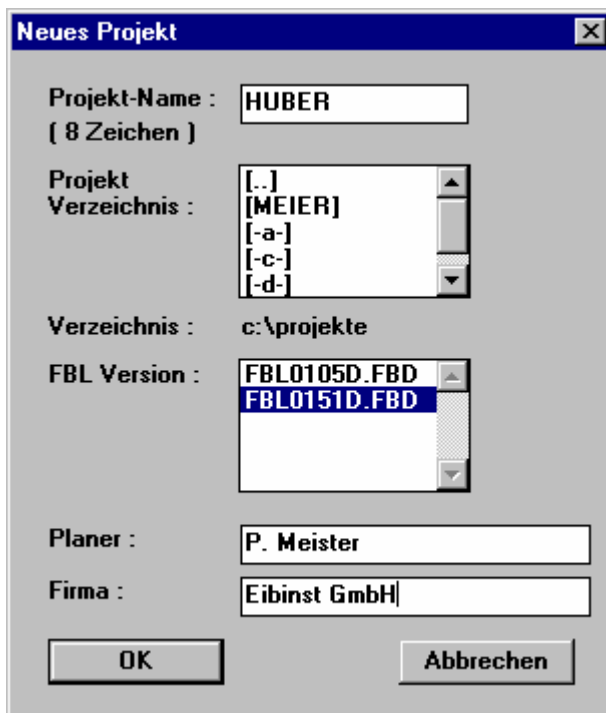 Neues Projekt
Projekt-Name : HUBER
( 8 Zeichen )
Projekt
Verzeichnis :
[..]
[MEIER]
[-a-]
[-c-]
[-d-]
Verzeichnis : c:\projekte
FBL Version : FBL0105D.FBD
FBL0151D.FBD
Planer : P. Meister
Firma : Eibinst GmbH
OK Abbrechen